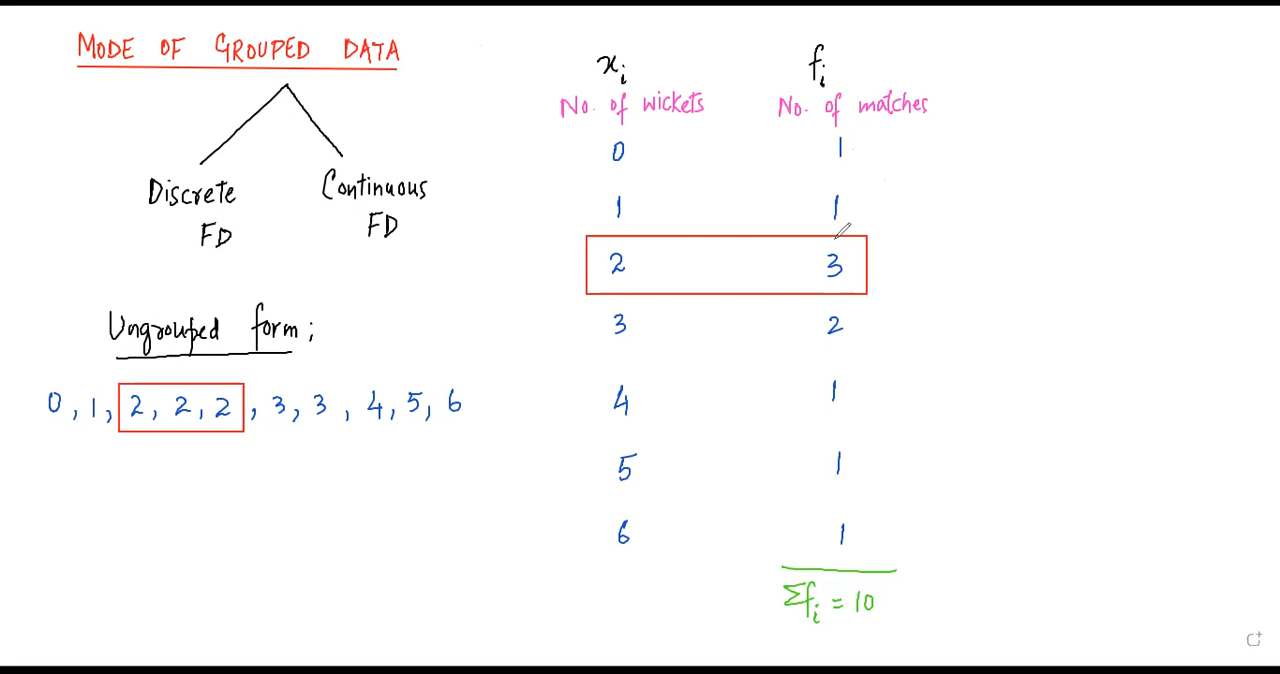 MODE OF GROUPED DATA
Discrete FD
Continuous FD
Ungrouped form;
0, 1, 2, 2, 2, 3, 3, 4, 5, 6
xᵢ fᵢ
No. of wickets No. of matches
0 1
1 1
2 3
3 2
4 1
5 1
6 1
Σfᵢ = 10